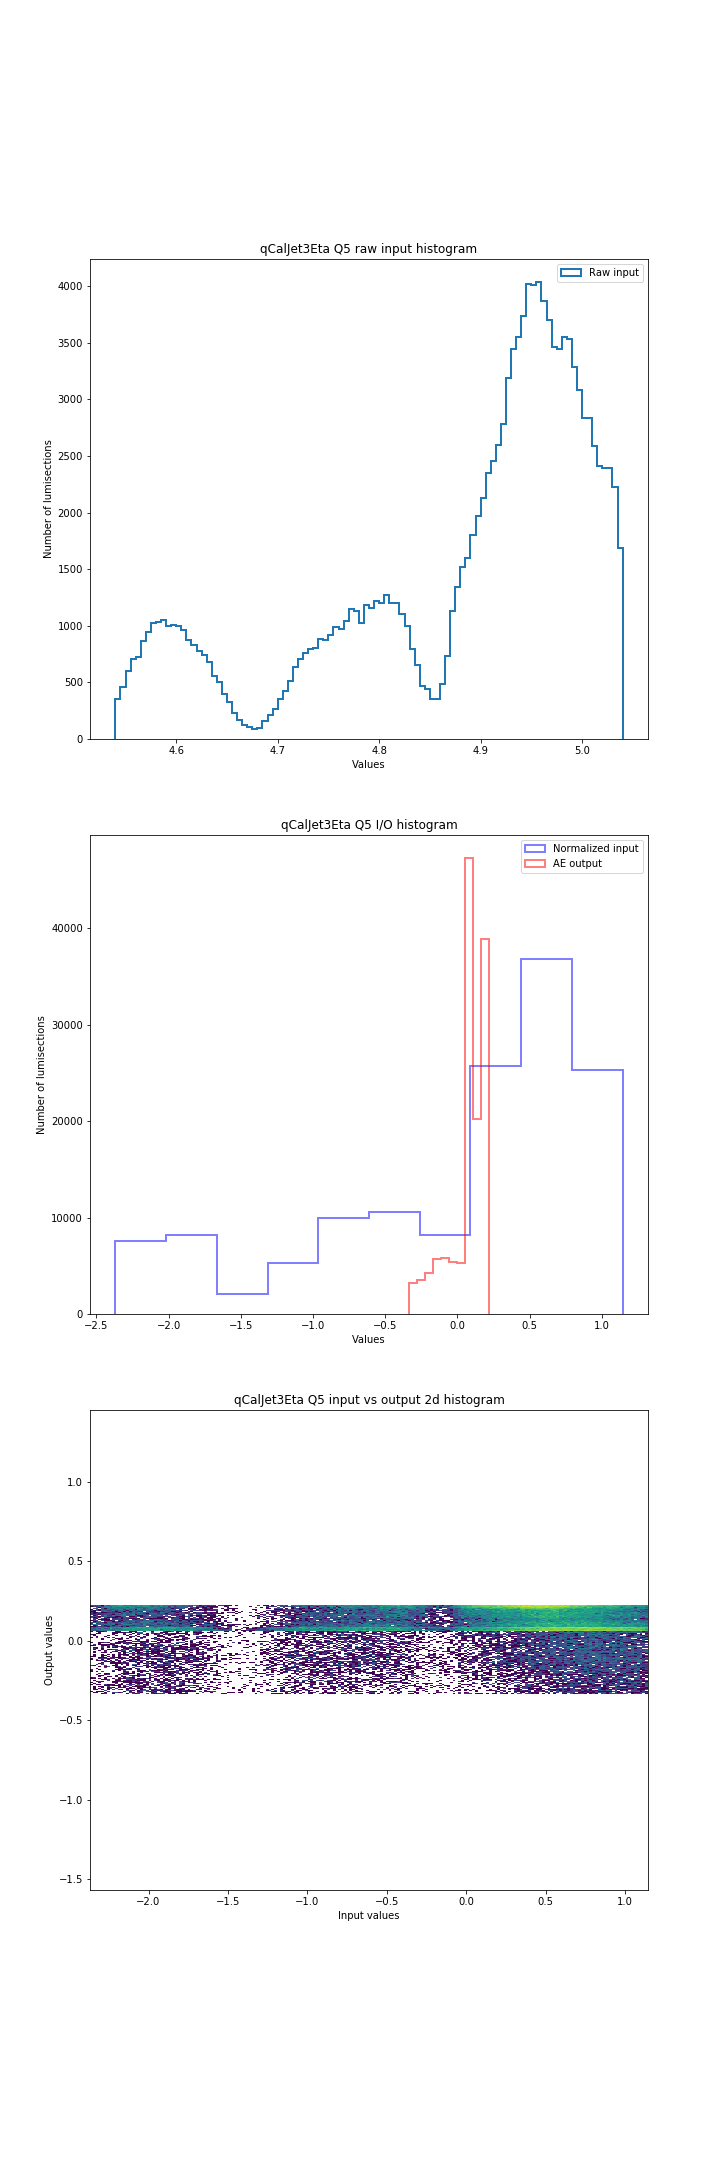 qCalJet3Eta Q5 raw input histogram
Raw input
4000
3500
3000
2500
2000
1500
1000
500
0
Number of lumisections
4.6 4.7 4.8 4.9 5.0
Values
qCalJet3Eta Q5 I/O histogram
Normalized input
AE output
40000
30000
20000
10000
0
Number of lumisections
−2.5 −2.0 −1.5 −1.0 −0.5 0.0 0.5 1.0
Values
qCalJet3Eta Q5 input vs output 2d histogram
1.0
0.5
0.0
−0.5
−1.0
−1.5
Output values
−2.0 −1.5 −1.0 −0.5 0.0 0.5 1.0
Input values